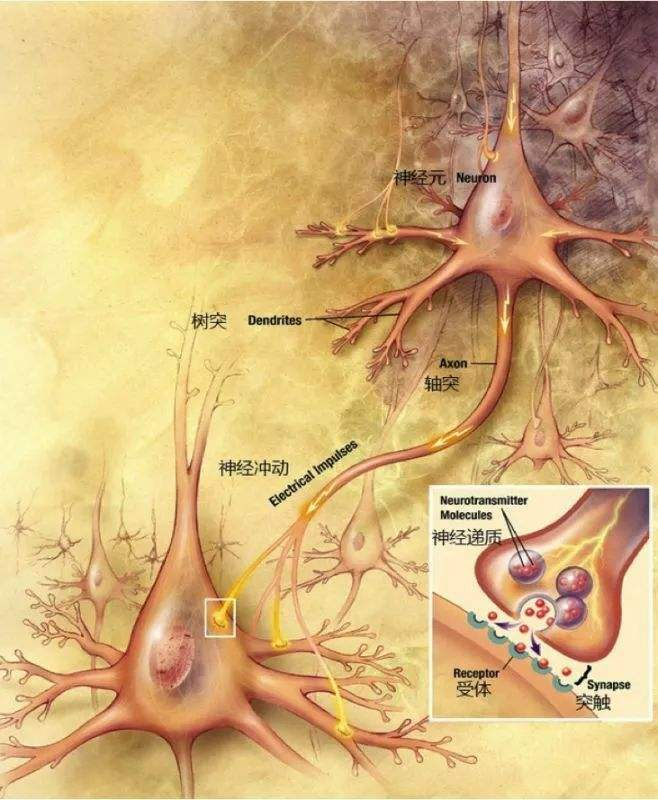 神经元 Neuron
树突 Dendrites
Axon
轴突
神经冲动
Electrical Impulses
Neurotransmitter
Molecules
神经递质
Receptor
受体
Synapse
突触